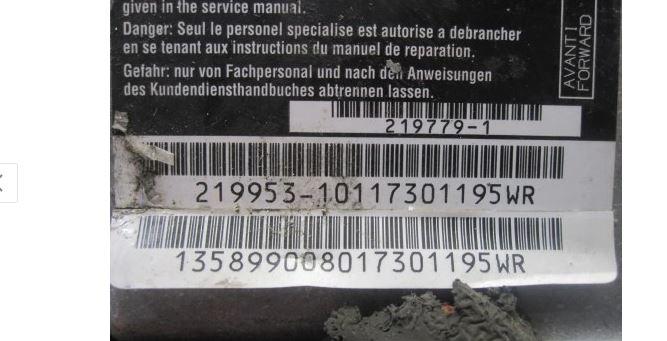 given in the service manual.
Danger: Seul le personel specialise est autorise a debrancher
en se tenant aux instructions du manuel de reparation.
Gefahr: nur von Fachpersonal und nach den Anweisungen
des Kundendiensthandbuches abtrennen lassen.
AVANTI
FORWARD
219779-1
219953-10117301195WR
135899008017301195WR